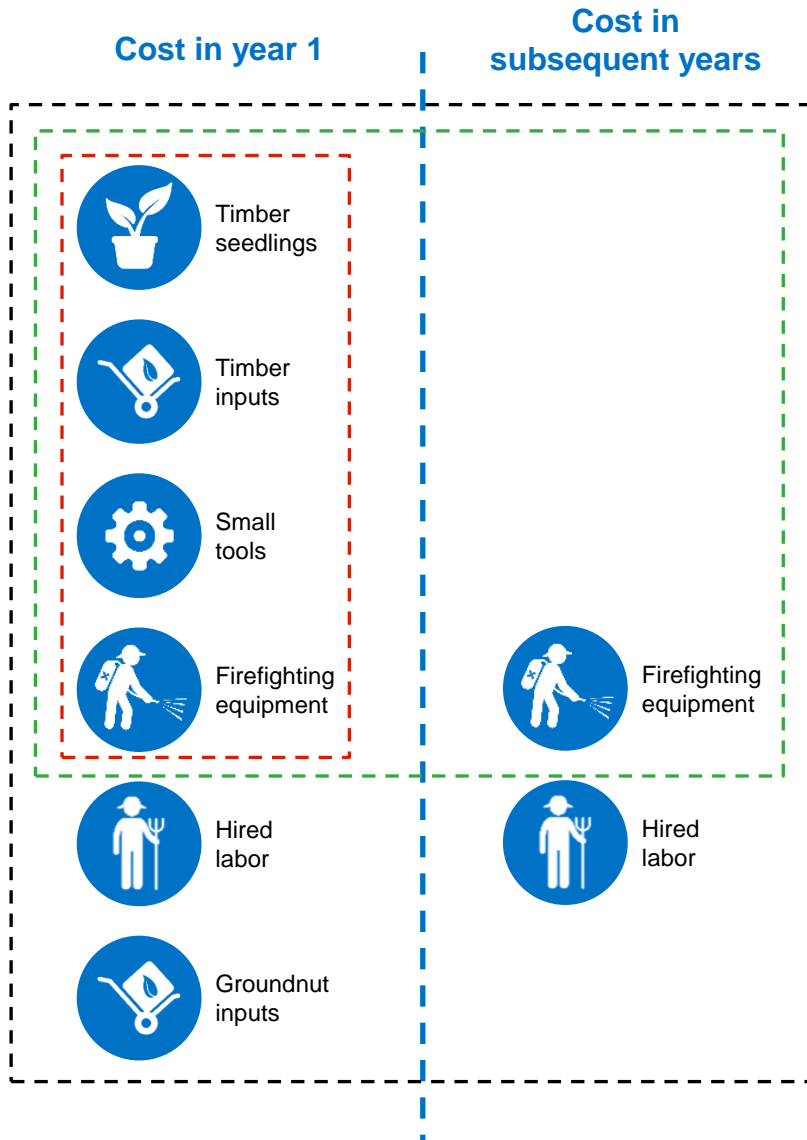 Cost in year 1
Cost in
subsequent years
Timber
seedlings
Timber
inputs
Small
tools
Firefighting
equipment
Firefighting
equipment
Hired
labor
Hired
labor
Groundnut
inputs